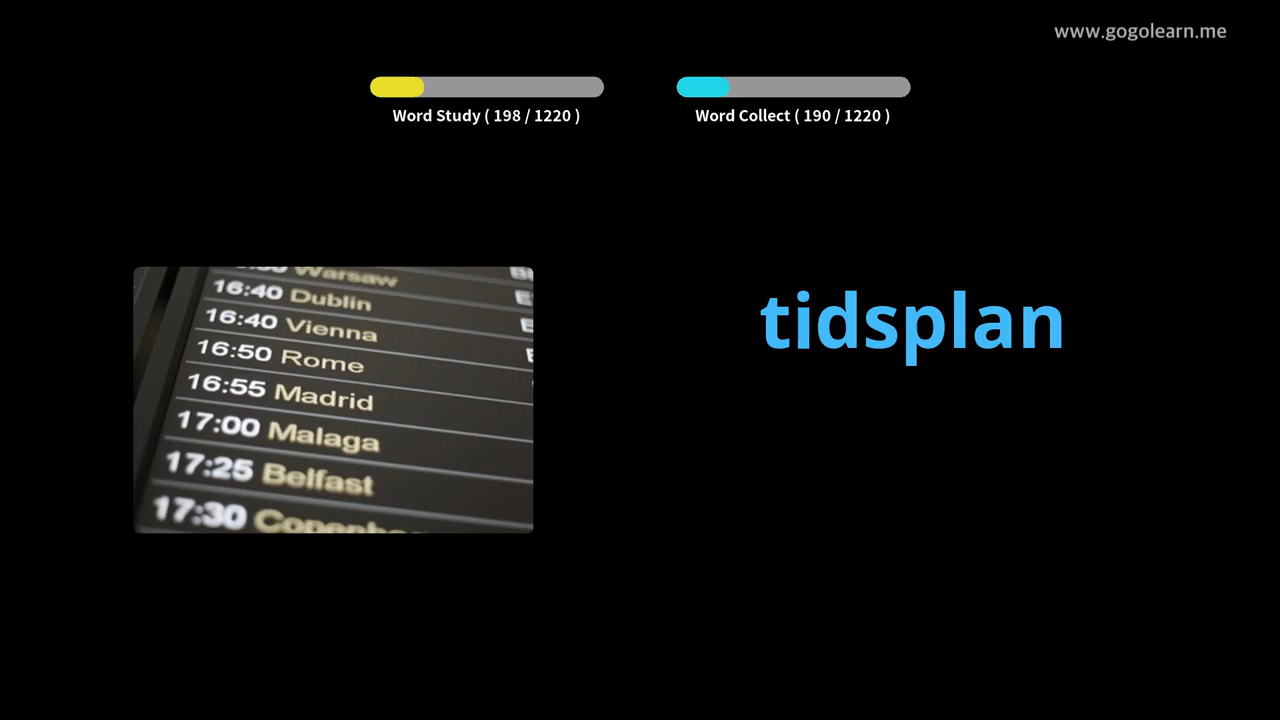 www.gogolearn.me
Word Study ( 198 / 1220 )
Word Collect ( 190 / 1220 )
tidsplan
Warsaw
16:40 Dublin
16:40 Vienna
16:50 Rome
16:55 Madrid
17:00 Malaga
17:25 Belfast
17:30